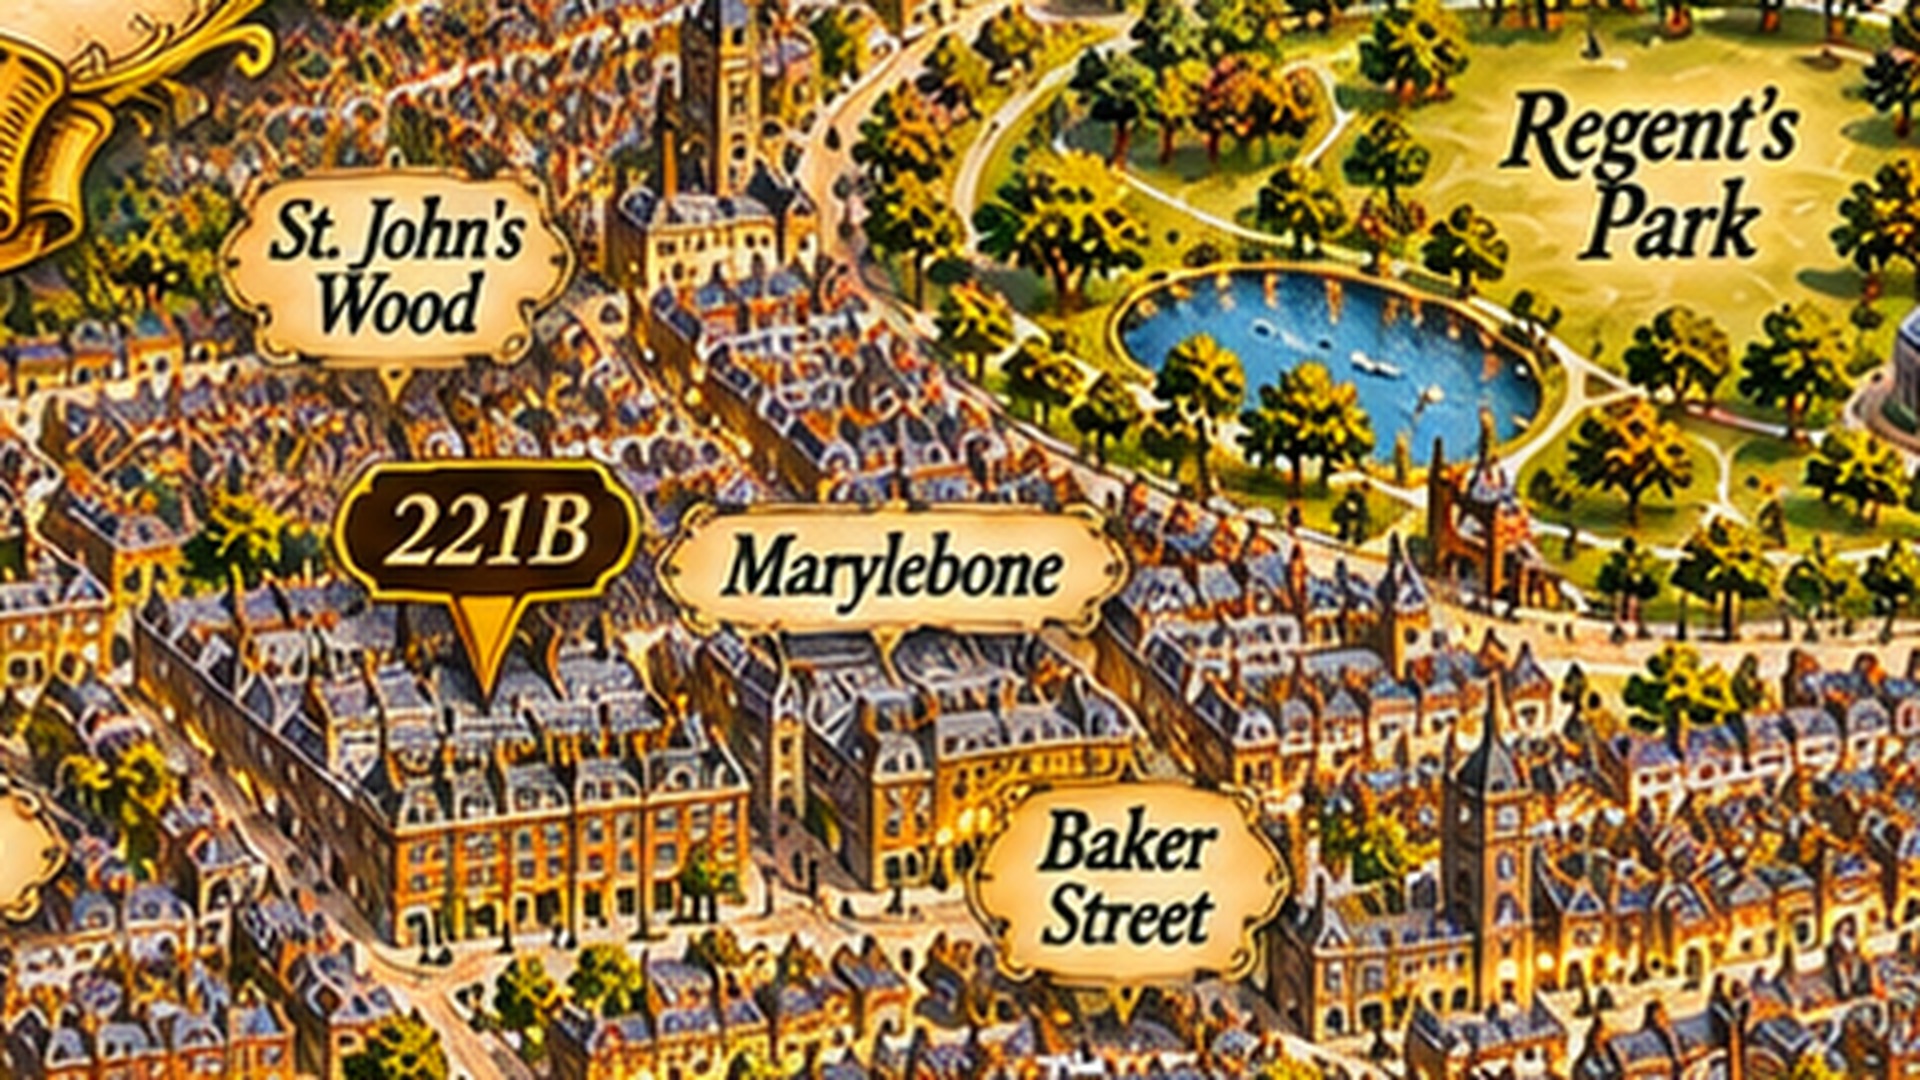 Regent's
Park
St. John's
Wood
221B
Marylebone
Baker
Street